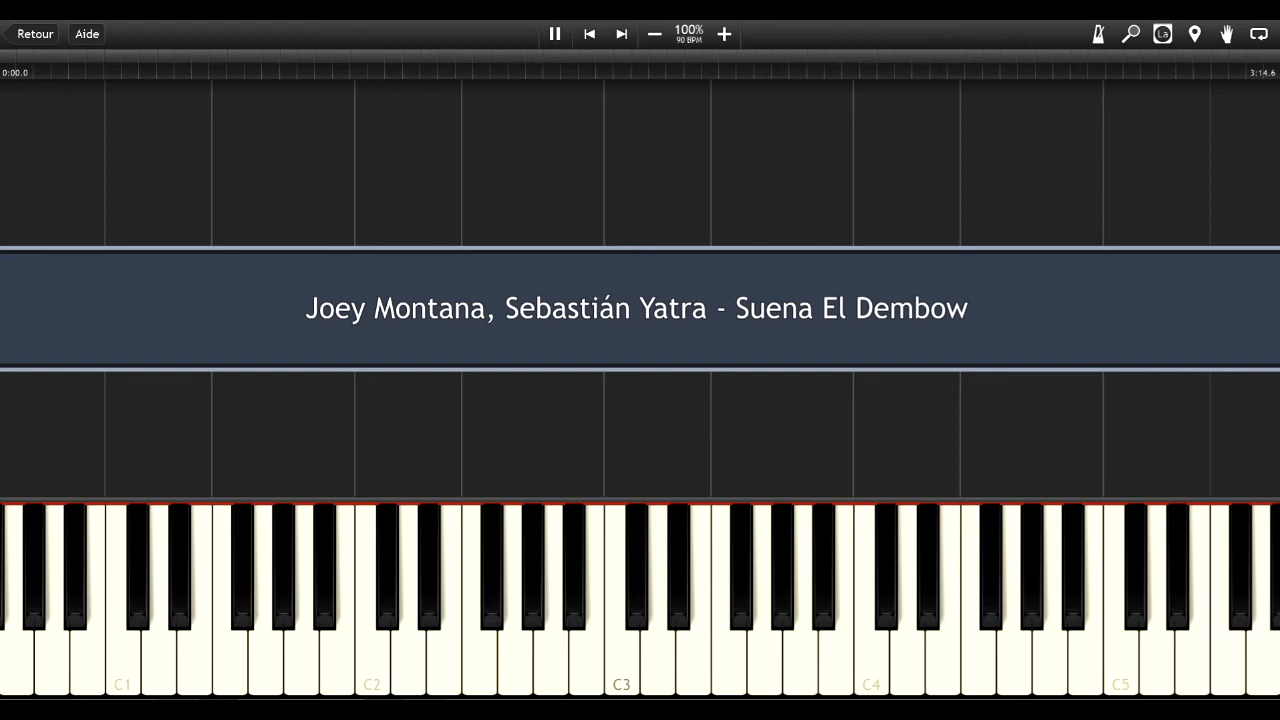 Retour Aide 100% La
90 BPM
0:00.0 3:14.6
Joey Montana, Sebastián Yatra - Suena El Dembow
C1 C2 C3 C4 C5